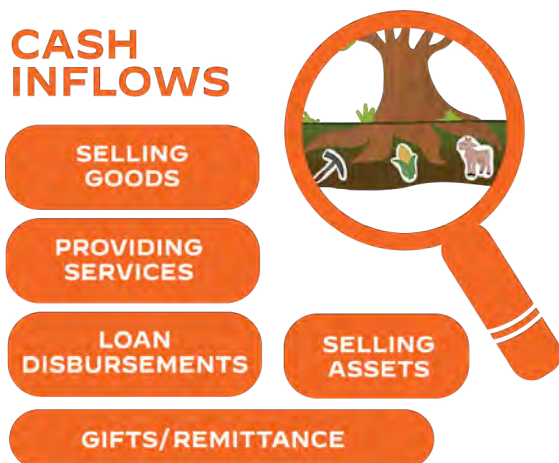 CASH
INFLOWS
SELLING
GOODS
PROVIDING
SERVICES
LOAN
DISBURSEMENTS
SELLING
ASSETS
GIFTS/REMITTANCE